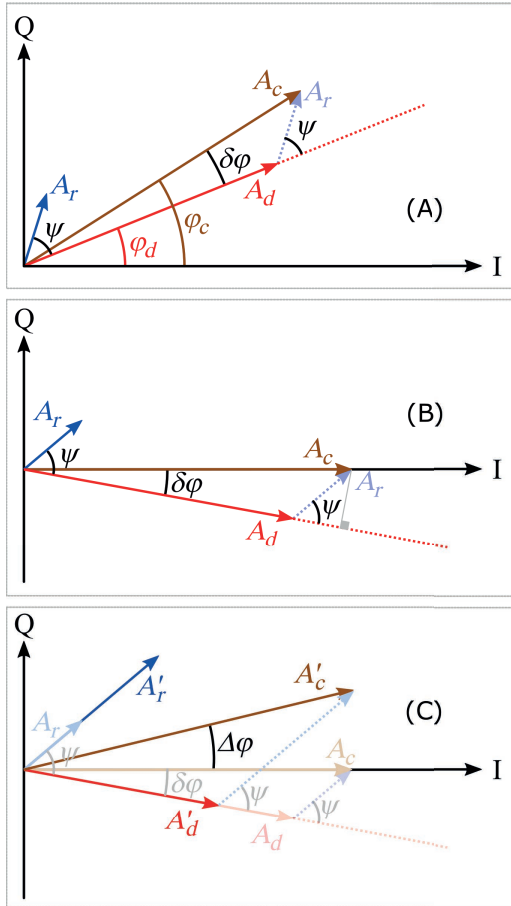 Q
A_c
A_r
ψ
δφ
A_r
A_d
ψ
φ_c
φ_d
(A)
I
Q
A_r
(B)
ψ
A_c
I
δφ
A_r
ψ
A_d
Q
A'_r
A'_c
A_r
(C)
Δφ
ψ
A_c
I
δφ
ψ
ψ
A'_d
A_d